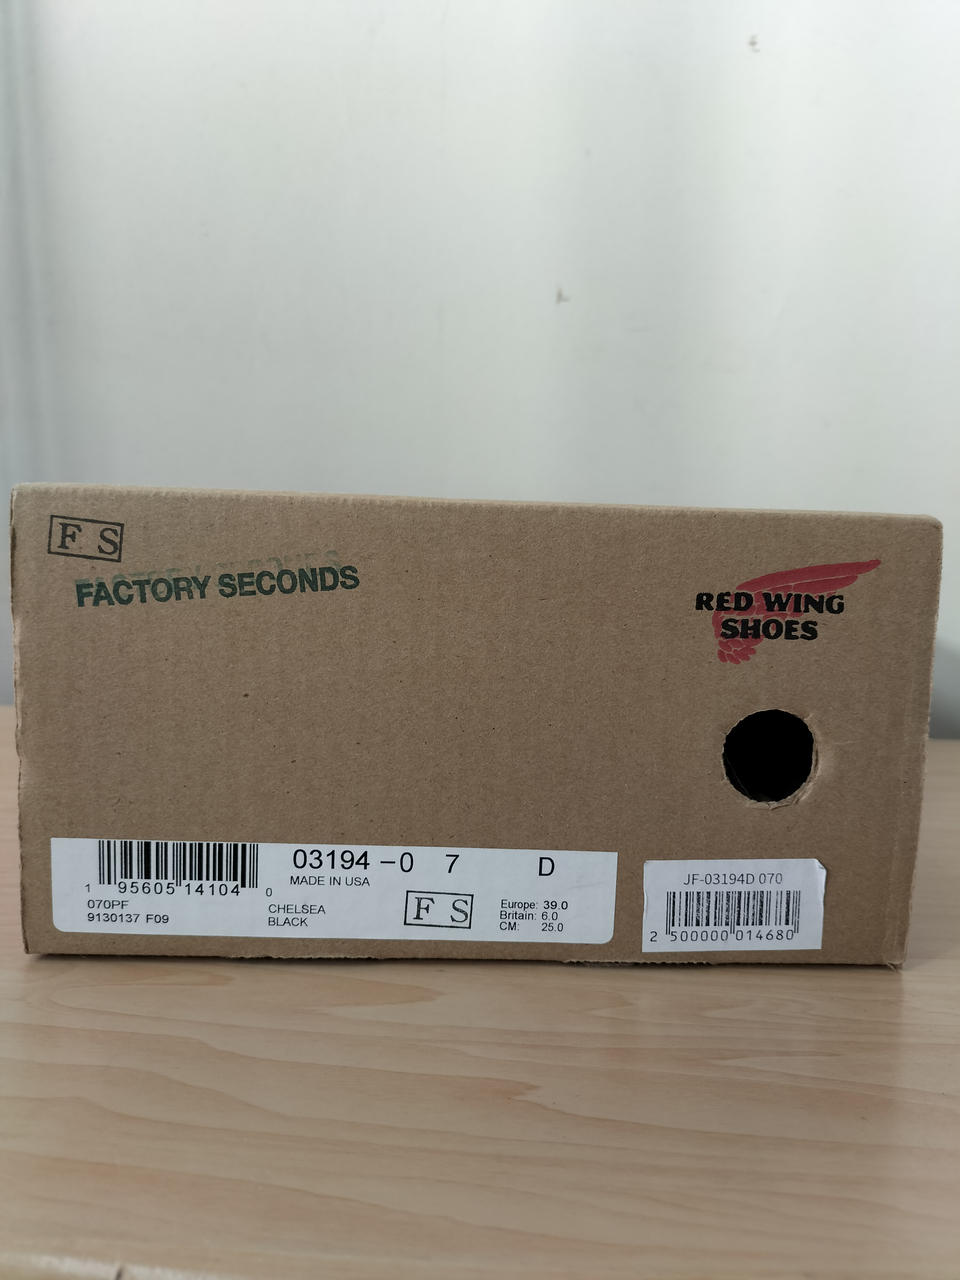 F S
FACTORY SECONDS
RED WING
SHOES
03194 -0 7 D
MADE IN USA
1 95605 14104 0
070PF
9130137 F09
CHELSEA
BLACK
F S
Europe: 39.0
Britain: 6.0
CM: 25.0
JF-03194D 070
2 500000 014680